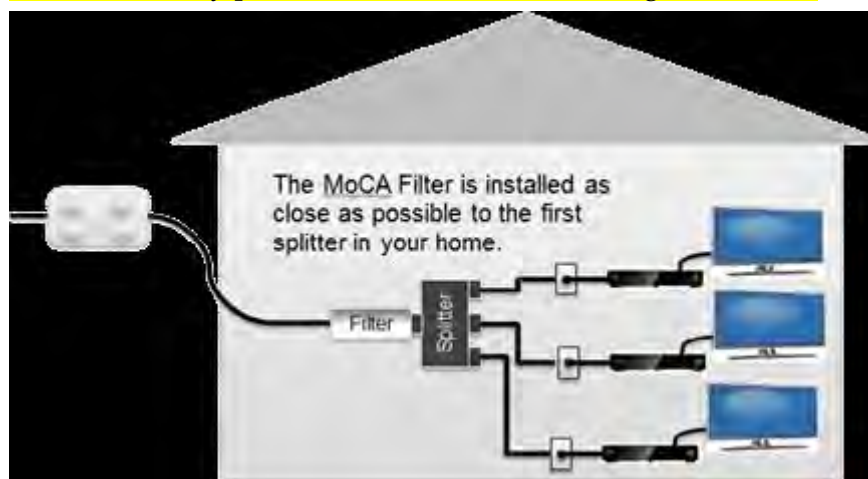 The MoCA Filter is installed as
close as possible to the first
splitter in your home.
Filter
Splitter